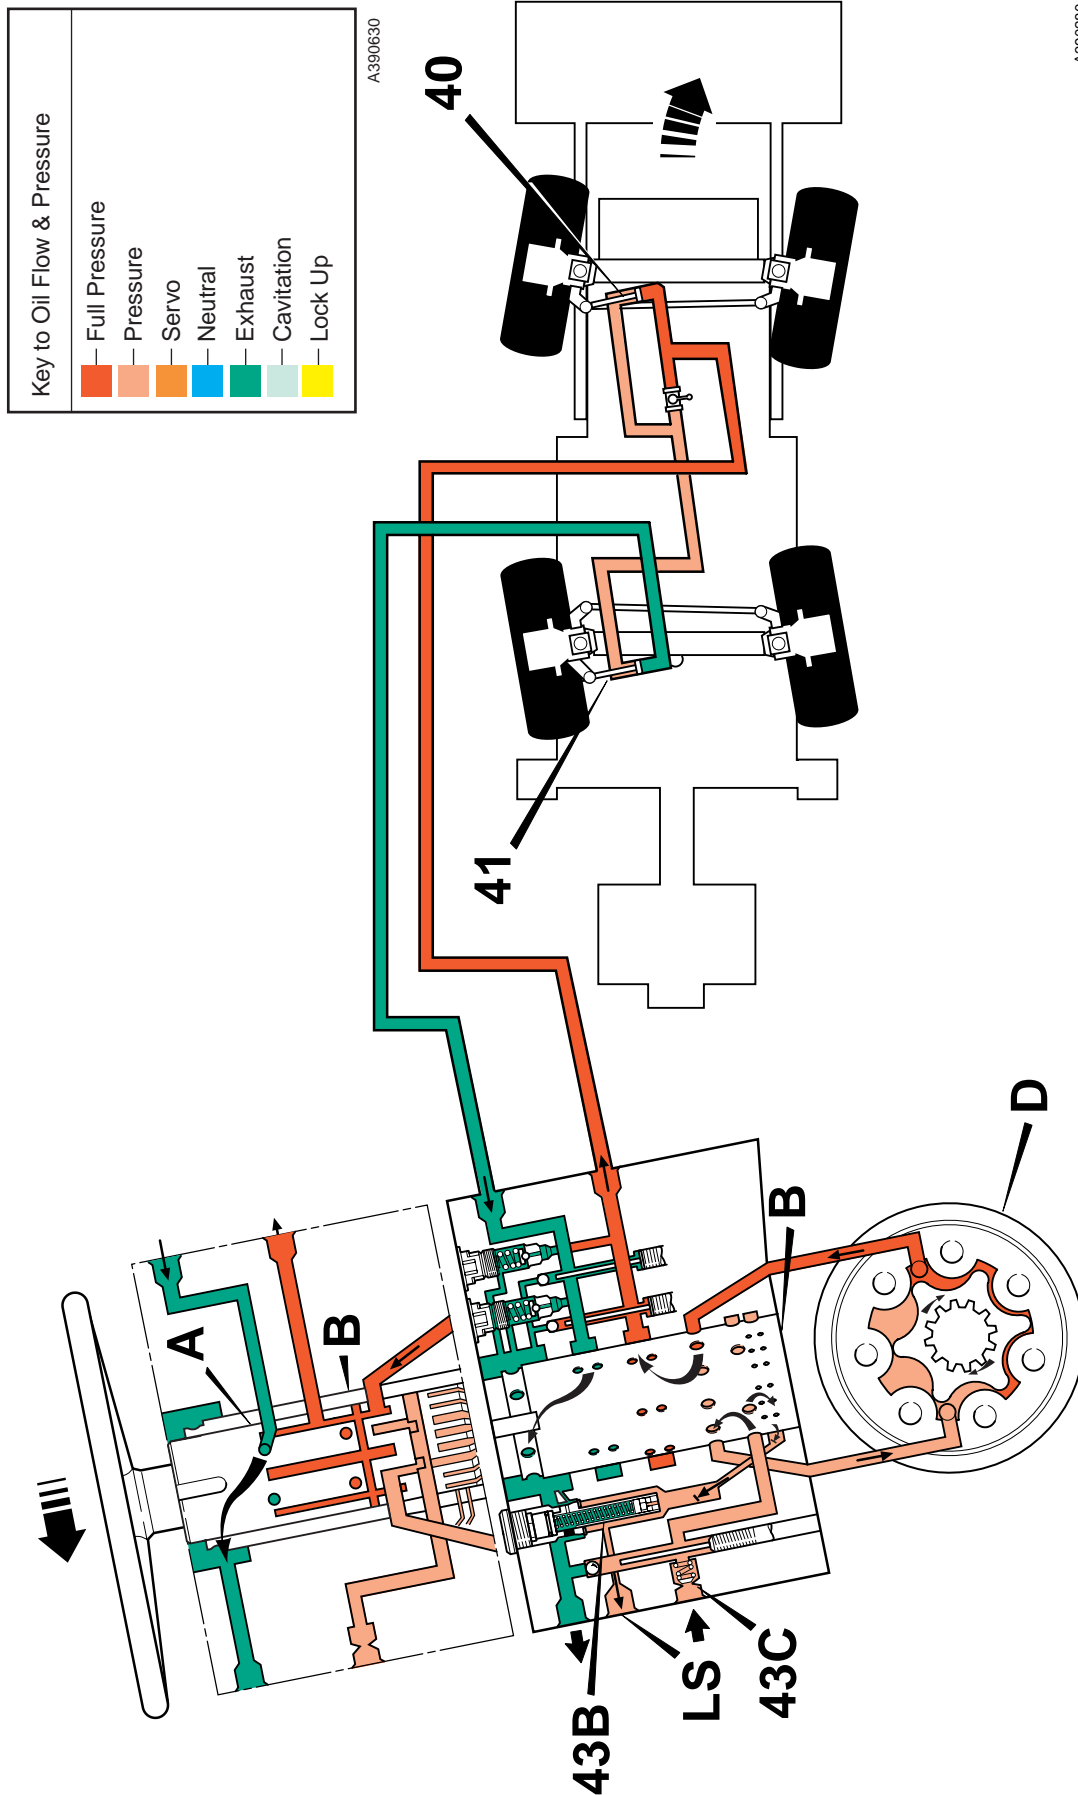 Key to Oil Flow & Pressure
Full Pressure
Pressure
Servo
Neutral
Exhaust
Cavitation
Lock Up
A390630
40
41
A
B
B
D
43B
LS
43C